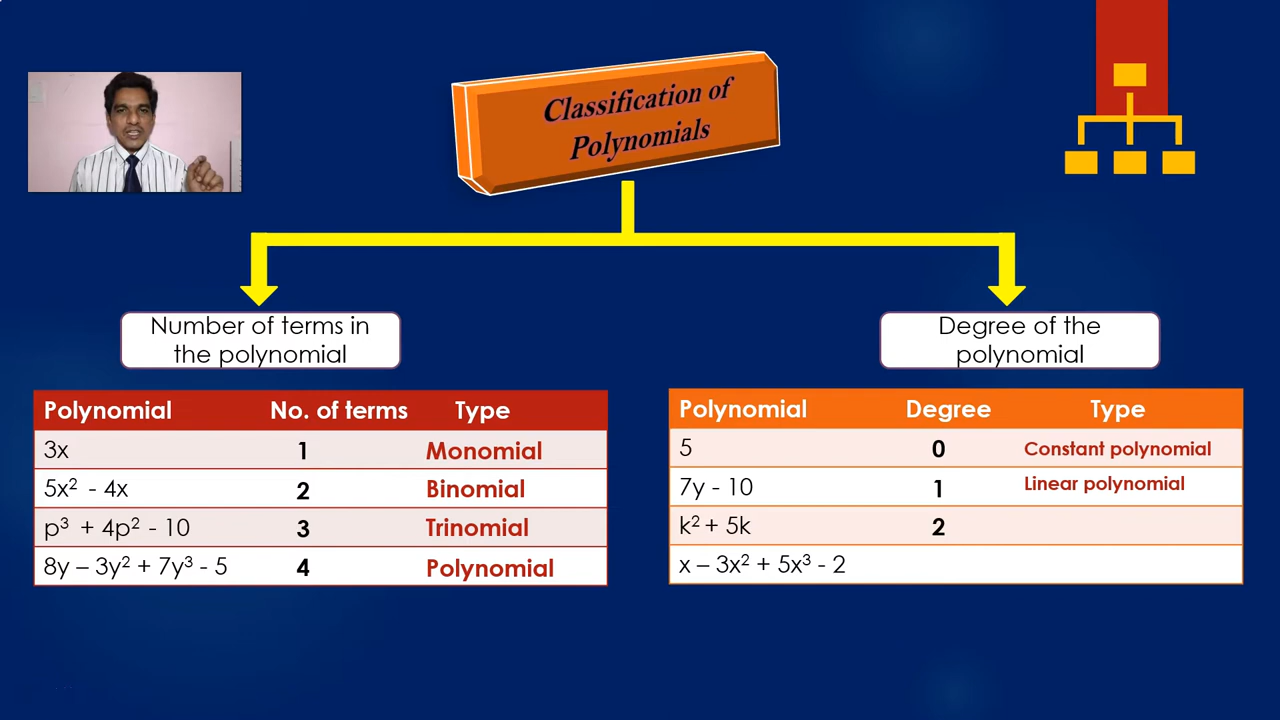 Classification of
Polynomials
Number of terms in
the polynomial
Degree of the
polynomial
Polynomial No. of terms Type
3x 1 Monomial
5x² - 4x 2 Binomial
p³ + 4p² - 10 3 Trinomial
8y – 3y² + 7y³ - 5 4 Polynomial
Polynomial Degree Type
5 0 Constant polynomial
7y - 10 1 Linear polynomial
k² + 5k 2
x – 3x² + 5x³ - 2